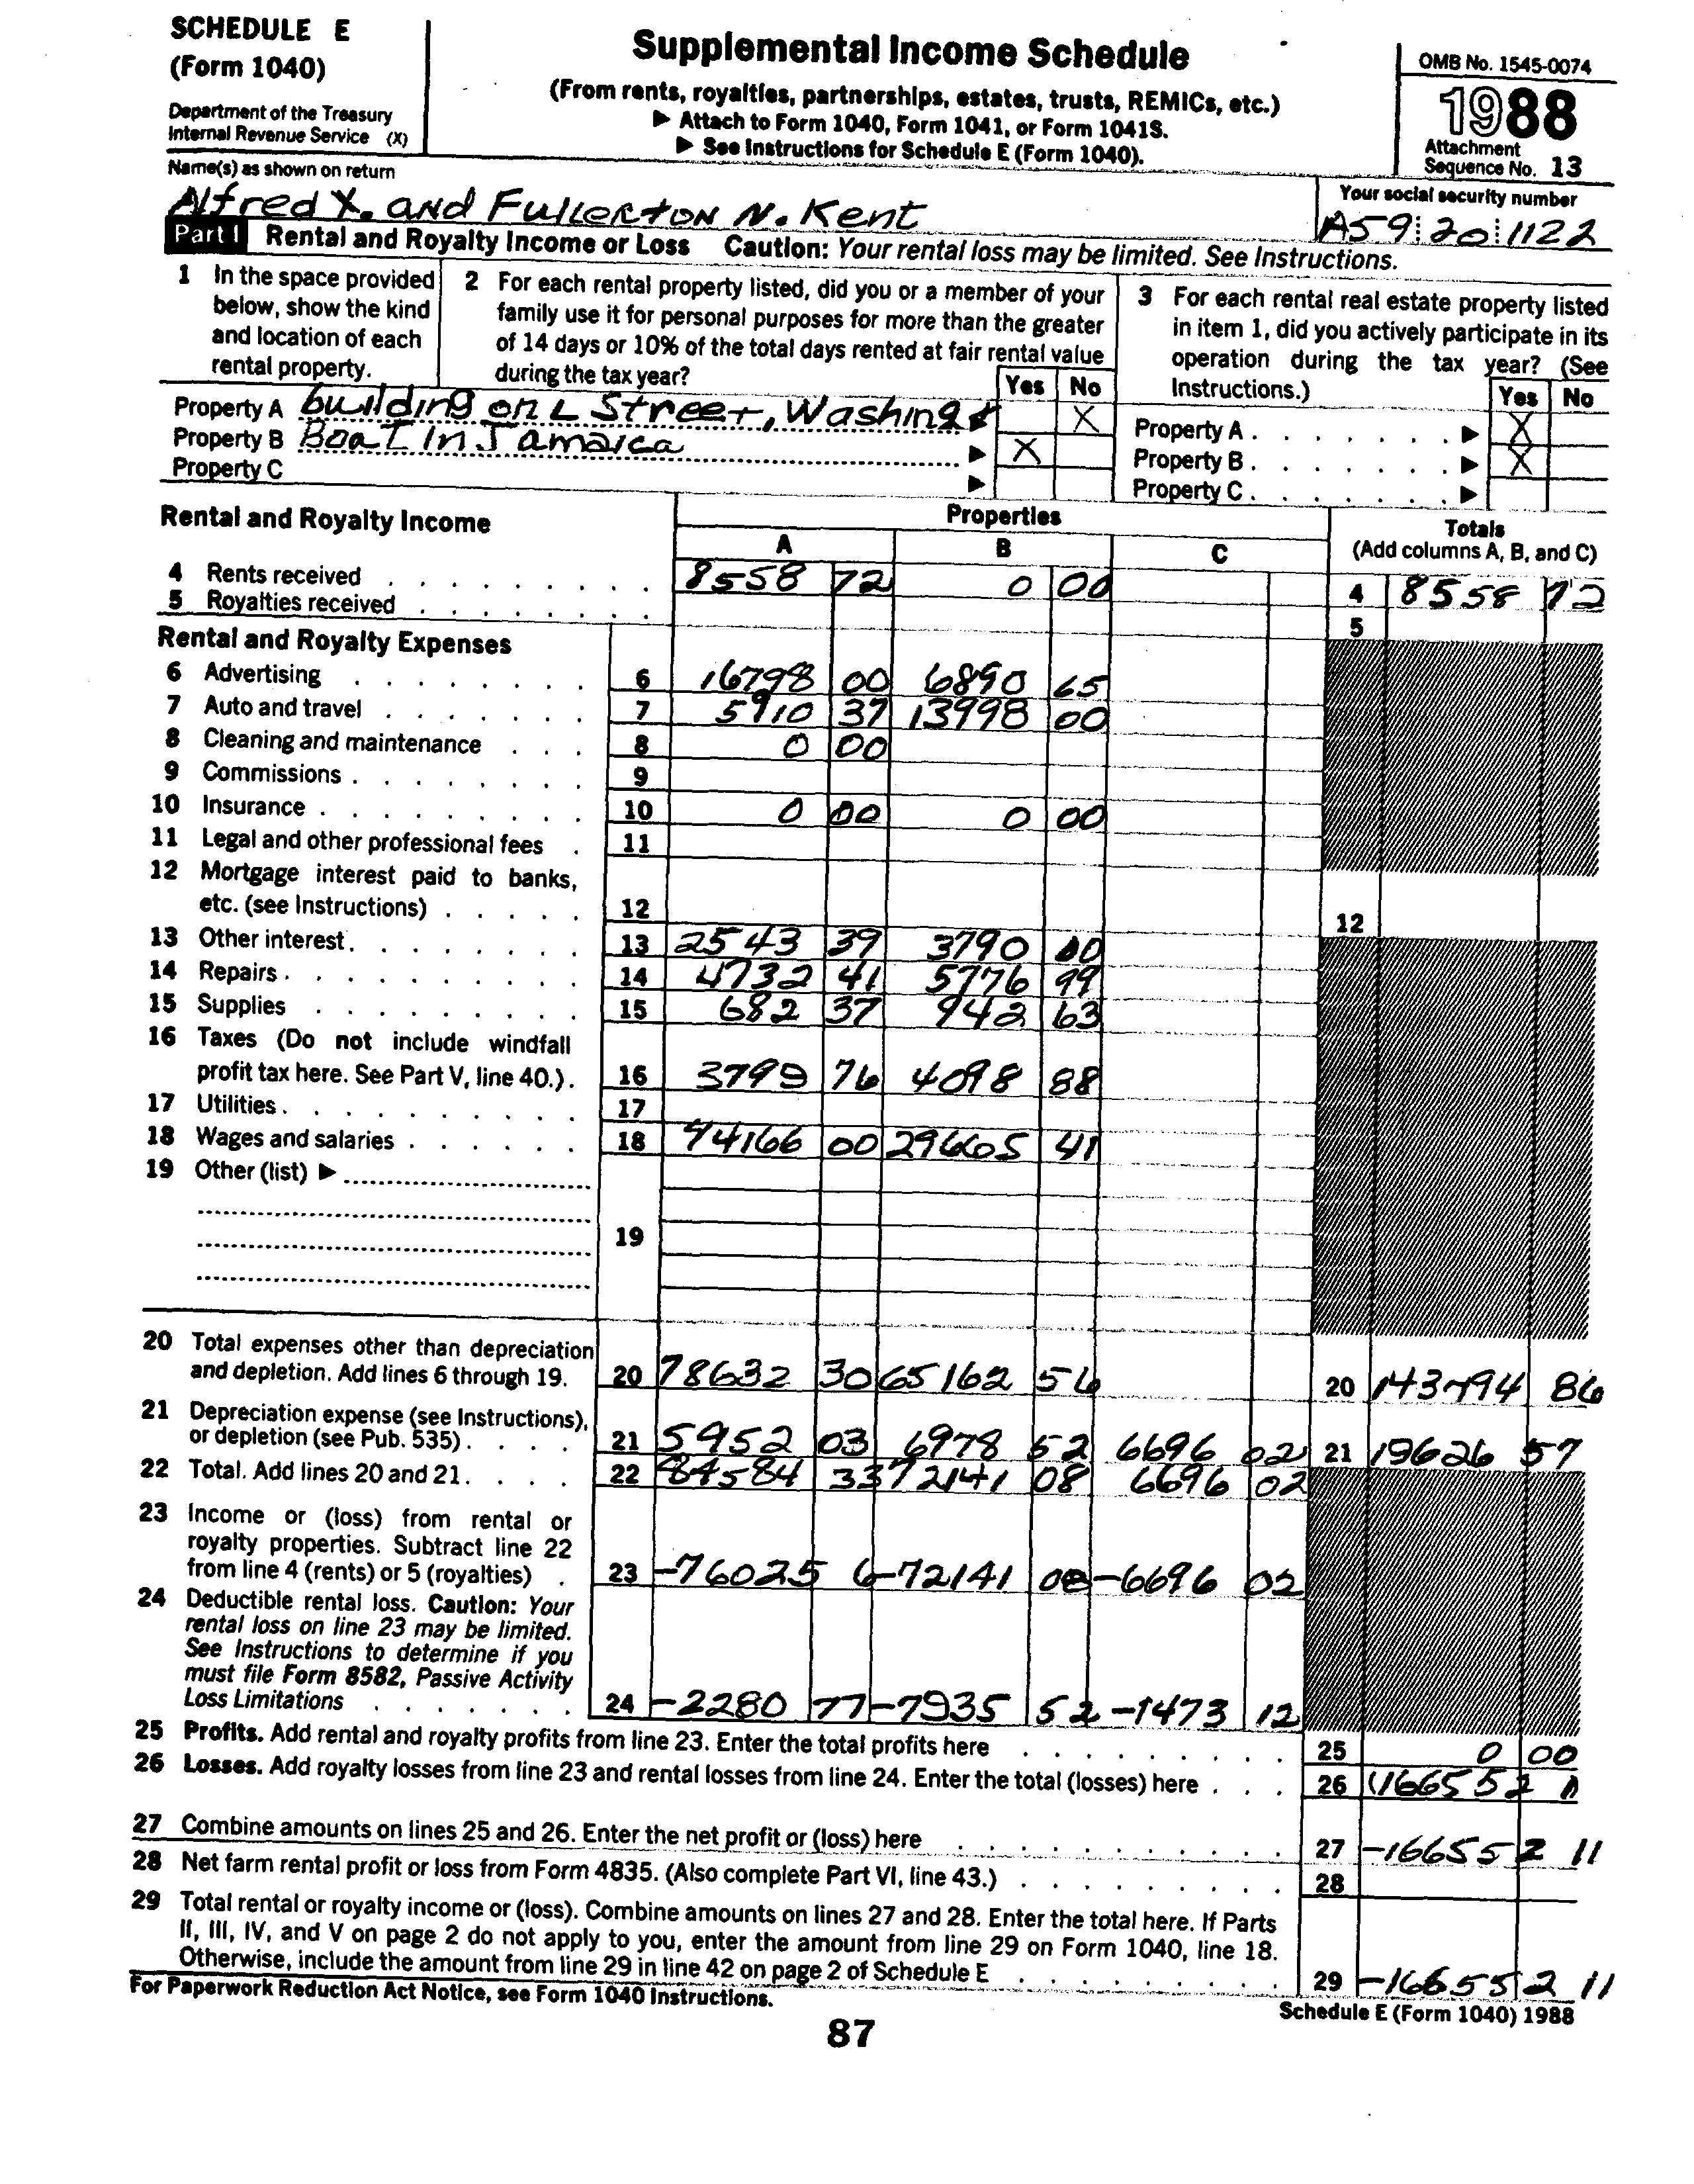 SCHEDULE E
(Form 1040)
Department of the Treasury
Internal Revenue Service (X)
Supplemental Income Schedule
(From rents, royalties, partnerships, estates, trusts, REMICs, etc.)
▶ Attach to Form 1040, Form 1041, or Form 1041S.
▶ See Instructions for Schedule E (Form 1040).
OMB No. 1545-0074
1988
Attachment
Sequence No. 13
Name(s) as shown on return
Alfred X. and Fullerton N. Kent
Your social security number
A59 20 1122
Part I Rental and Royalty Income or Loss Caution: Your rental loss may be limited. See Instructions.
1 In the space provided
below, show the kind
and location of each
rental property.
2 For each rental property listed, did you or a member of your
family use it for personal purposes for more than the greater
of 14 days or 10% of the total days rented at fair rental value
during the tax year?
Yes No
3 For each rental real estate property listed
in item 1, did you actively participate in its
operation during the tax year? (See
Instructions.)
Yes No
Property A building on L Street, Washing X
Property B Boat In Jamaica ▶ X
Property C ▶
Property A . . . . . . . ▶ X
Property B . . . . . . . ▶ X
Property C . . . . . . . ▶
Rental and Royalty Income
Properties
A B C
Totals
(Add columns A, B, and C)
4 Rents received 8558 72 0 00 4 8558 72
5 Royalties received 5
Rental and Royalty Expenses
6 Advertising 6 16798 00 6890 65
7 Auto and travel 7 5910 37 13998 00
8 Cleaning and maintenance 8 0 00
9 Commissions 9
10 Insurance 10 0 00 0 00
11 Legal and other professional fees 11
12 Mortgage interest paid to banks,
etc. (see Instructions) 12 12
13 Other interest 13 2543 39 3790 00
14 Repairs 14 4732 41 5776 99
15 Supplies 15 682 37 942 63
16 Taxes (Do not include windfall
profit tax here. See Part V, line 40.) 16 3799 76 4098 88
17 Utilities 17
18 Wages and salaries 18 44166 00 29665 41
19 Other (list) ▶
19
20 Total expenses other than depreciation
and depletion. Add lines 6 through 19. 20 78632 30 65162 56 20 143794 86
21 Depreciation expense (see Instructions),
or depletion (see Pub. 535) 21 5952 03 6978 52 6696 02 21 19626 57
22 Total. Add lines 20 and 21 22 84584 33 72141 08 6696 02
23 Income or (loss) from rental or
royalty properties. Subtract line 22
from line 4 (rents) or 5 (royalties) 23 -76025 6 -72141 08 -6696 02
24 Deductible rental loss. Caution: Your
rental loss on line 23 may be limited.
See Instructions to determine if you
must file Form 8582, Passive Activity
Loss Limitations 24 -2280 77 -7935 52 -1473 12
25 Profits. Add rental and royalty profits from line 23. Enter the total profits here 25 0 00
26 Losses. Add royalty losses from line 23 and rental losses from line 24. Enter the total (losses) here 26 (166552 11
27 Combine amounts on lines 25 and 26. Enter the net profit or (loss) here 27 -166552 11
28 Net farm rental profit or loss from Form 4835. (Also complete Part VI, line 43.) 28
29 Total rental or royalty income or (loss). Combine amounts on lines 27 and 28. Enter the total here. If Parts
II, III, IV, and V on page 2 do not apply to you, enter the amount from line 29 on Form 1040, line 18.
Otherwise, include the amount from line 29 in line 42 on page 2 of Schedule E 29 -166552 11
For Paperwork Reduction Act Notice, see Form 1040 Instructions.
Schedule E (Form 1040) 1988
87